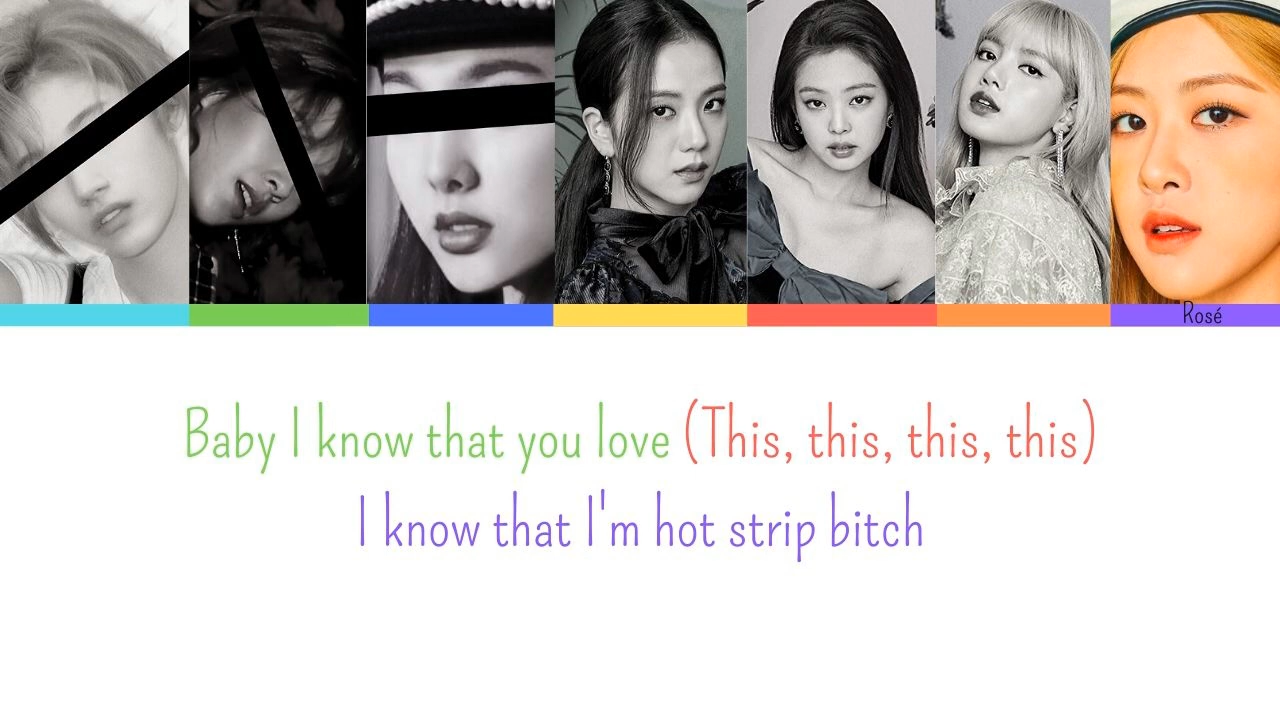 Rosé
Baby I know that you love (This, this, this, this)
I know that I'm hot strip bitch